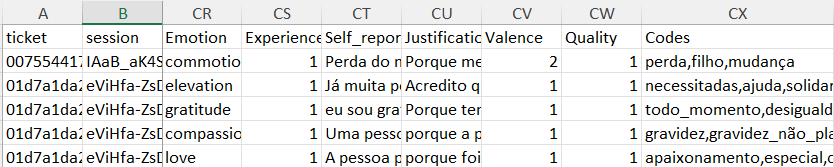 A B CR CS CT CU CV CW CX
ticket session Emotion Experience Self_repor Justificatic Valence Quality Codes
007554417 IAaB_aK4S commotio 1 Perda do n Porque me 2 1 perda,filho,mudança
01d7a1da2 eViHfa-ZsD elevation 1 Já muita pe Acredito q 1 1 necessitadas,ajuda,solidar
01d7a1da2 eViHfa-ZsD gratitude 1 eu sou gra Porque ter 1 1 todo_momento,desigualda
01d7a1da2 eViHfa-ZsD compassio 1 Uma pesso porque a p 1 1 gravidez,gravidez_não_pla
01d7a1da2 eViHfa-ZsD love 1 A pessoa p porque foi 1 1 apaixonamento,especial,c